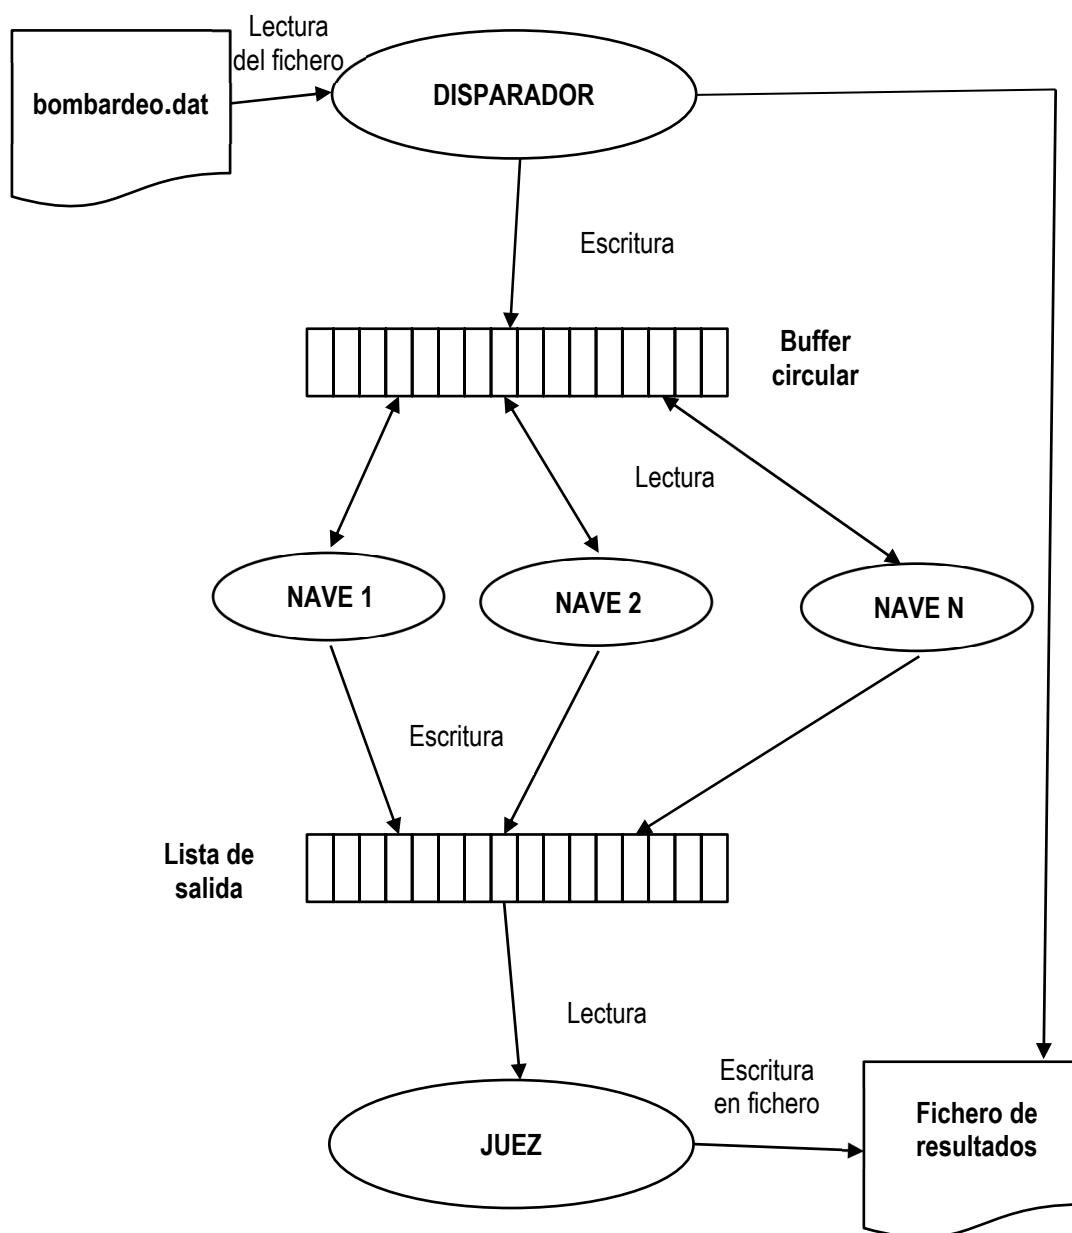 Lectura
del fichero
bombardeo.dat
DISPARADOR
Escritura
Buffer
circular
Lectura
NAVE 1
NAVE 2
NAVE N
Escritura
Lista de
salida
Lectura
Escritura
en fichero
JUEZ
Fichero de
resultados